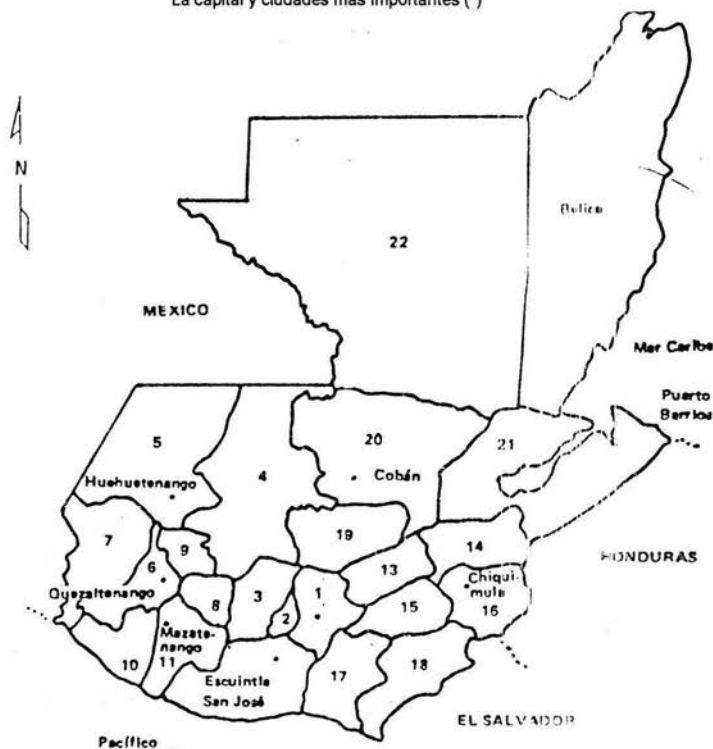 La capital y ciudades más importantes (*)
N
Belice
22
MEXICO
Mar Caribe
Puerto
Barrios
5
20
21
Huehuetenango
4
Cobán
7
9
19
14
HONDURAS
6
13
Quezaltenango
8
3
1
Chiqui-
mula
2
15
16
Mazate-
nango
10
11
Escuintla
17
18
San José
EL SALVADOR
Pacífico